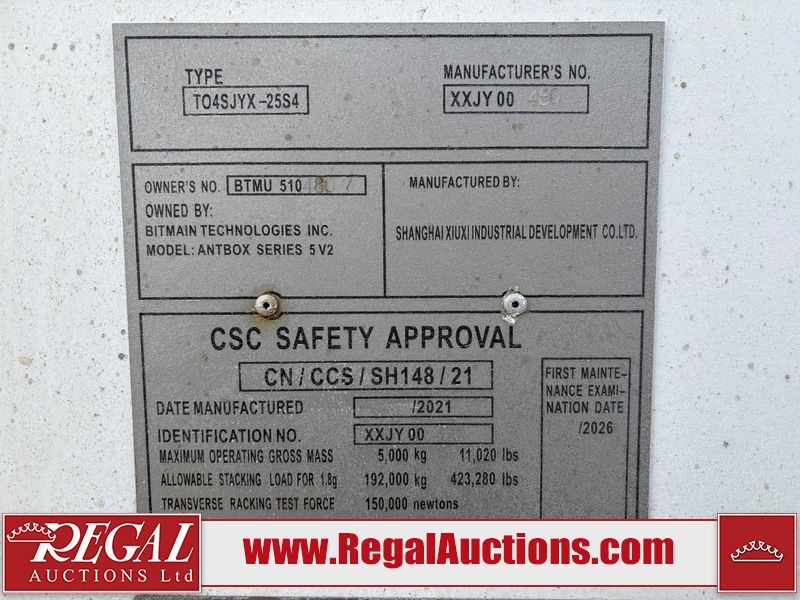 TYPE
TO4SJYX-25S4
MANUFACTURER'S NO.
XXJY 00
OWNER'S NO. BTMU 510
OWNED BY:
BITMAIN TECHNOLOGIES INC.
MODEL: ANTBOX SERIES 5 V2
MANUFACTURED BY:
SHANGHAI XIUXI INDUSTRIAL DEVELOPMENT CO.LTD.
CSC SAFETY APPROVAL
CN/CCS/SH148/21
DATE MANUFACTURED /2021
IDENTIFICATION NO. XXJY 00
MAXIMUM OPERATING GROSS MASS 5,000 kg 11,020 lbs
ALLOWABLE STACKING LOAD FOR 1.8g 192,000 kg 423,280 lbs
TRANSVERSE RACKING TEST FORCE 150,000 newtons
FIRST MAINTE-
NANCE EXAMI-
NATION DATE
/2026
REGAL
AUCTIONS Ltd
www.RegalAuctions.com